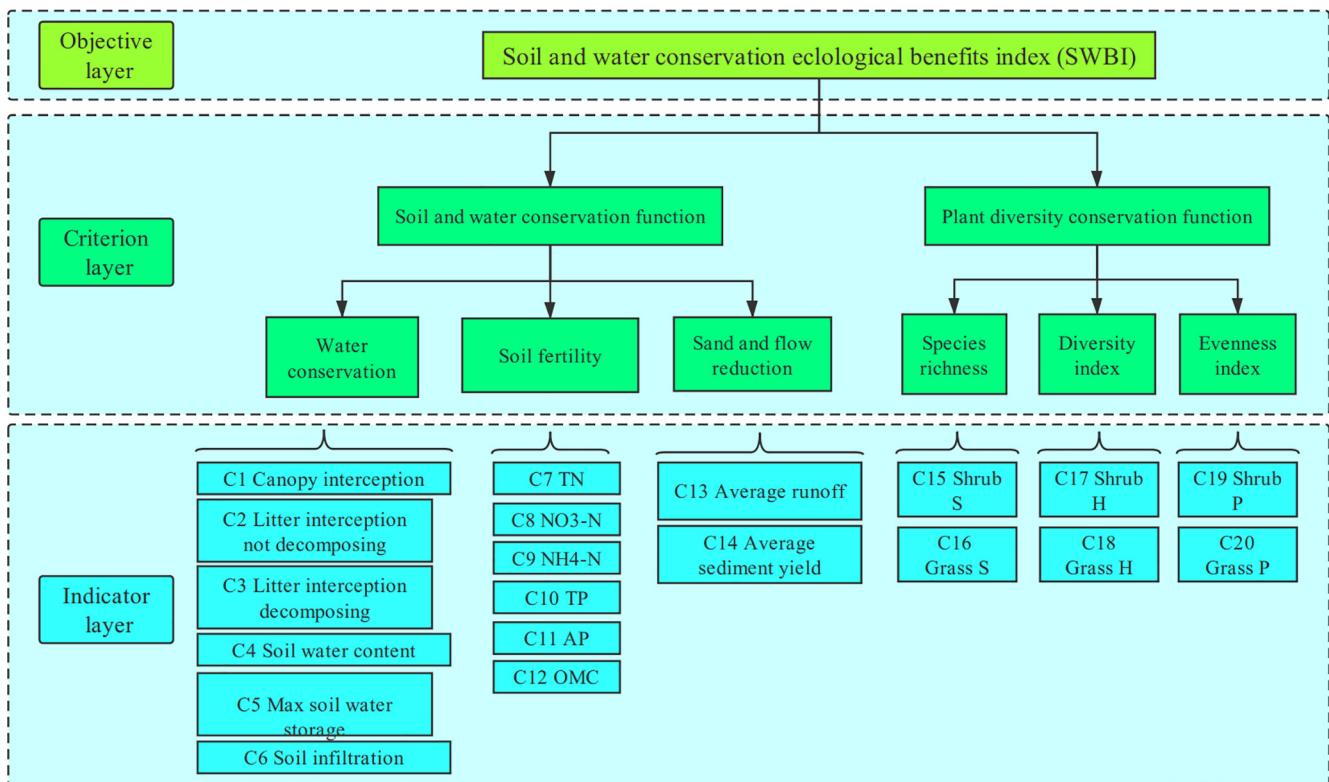 Objective
layer
Soil and water conservation eclological benefits index (SWBI)
Criterion
layer
Soil and water conservation function
Plant diversity conservation function
Water
conservation
Soil fertility
Sand and flow
reduction
Species
richness
Diversity
index
Evenness
index
Indicator
layer
C1 Canopy interception
C2 Litter interception
not decomposing
C3 Litter interception
decomposing
C4 Soil water content
C5 Max soil water
storage
C6 Soil infiltration
C7 TN
C8 NO3-N
C9 NH4-N
C10 TP
C11 AP
C12 OMC
C13 Average runoff
C14 Average
sediment yield
C15 Shrub
S
C16
Grass S
C17 Shrub
H
C18
Grass H
C19 Shrub
P
C20
Grass P